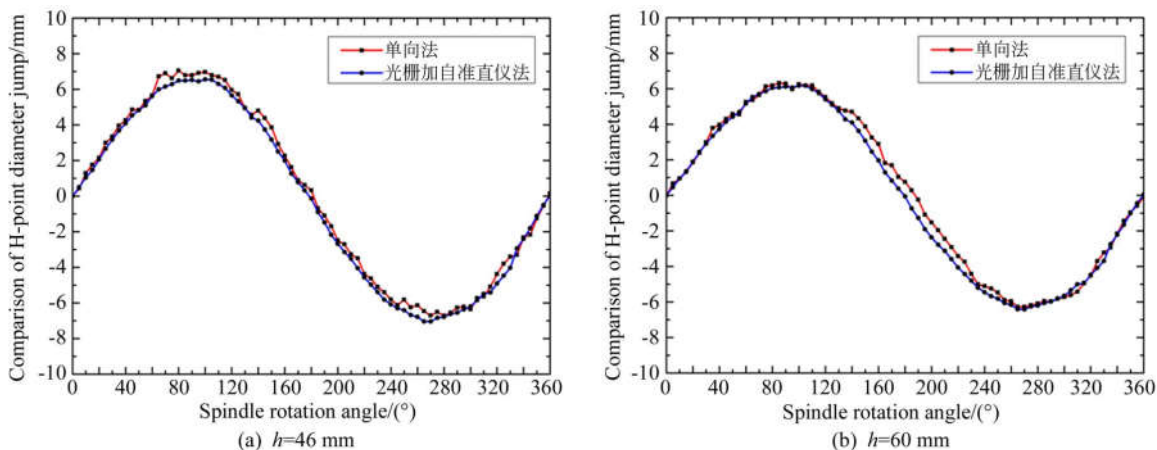 Comparison of H-point diameter jump/mm
10
8
6
4
2
0
-2
-4
-6
-8
-10
单向法
光栅加自准直仪法
0 40 80 120 160 200 240 280 320 360
Spindle rotation angle/(°)
(a) h=46 mm
Comparison of H-point diameter jump/mm
10
8
6
4
2
0
-2
-4
-6
-8
-10
单向法
光栅加自准直仪法
0 40 80 120 160 200 240 280 320 360
Spindle rotation angle/(°)
(b) h=60 mm